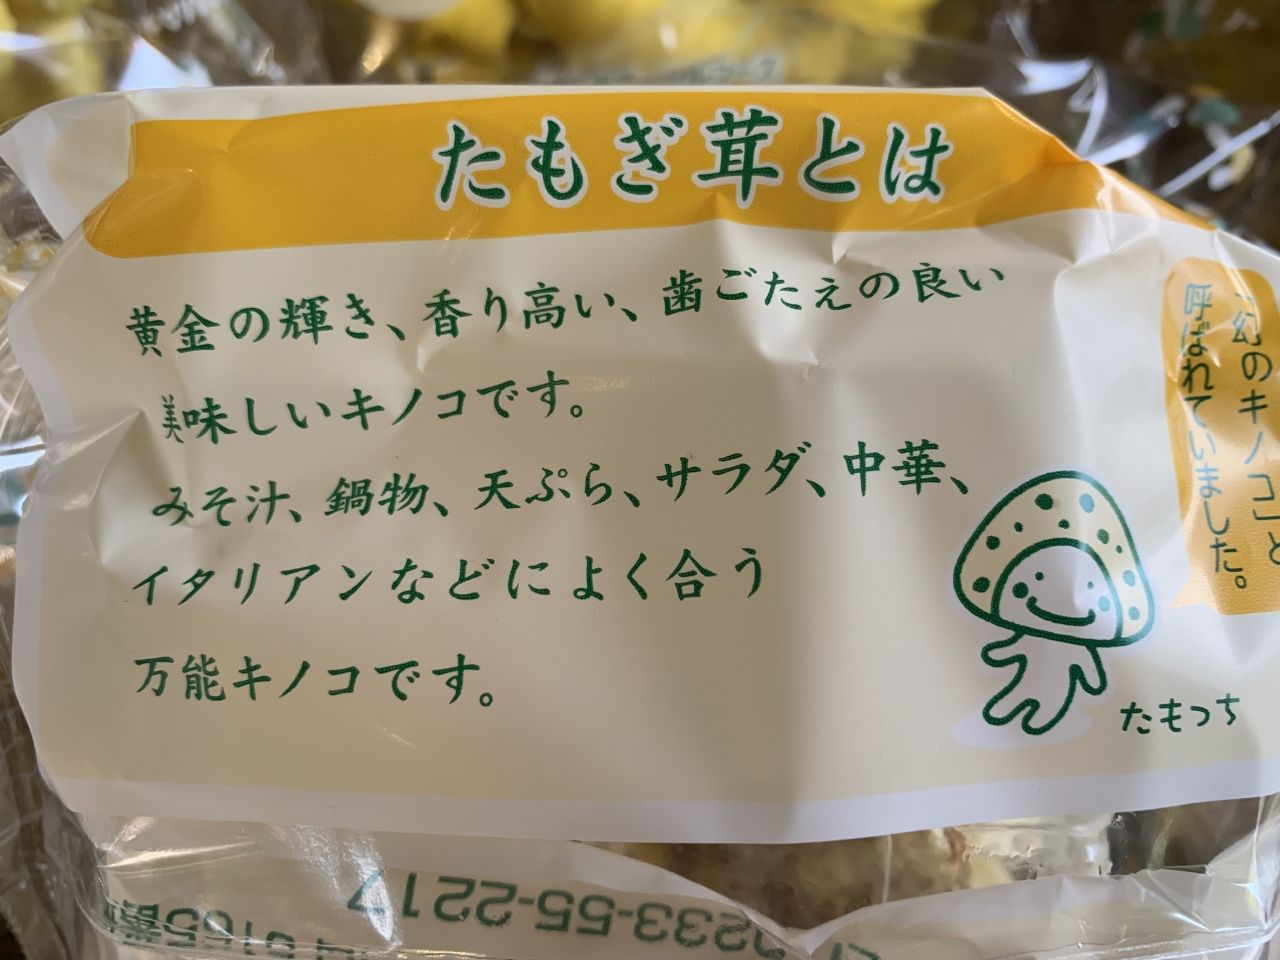 たもぎ茸とは
黄金の輝き、香り高い、歯ごたえの良い
美味しいキノコです。
みそ汁、鍋物、天ぷら、サラダ、中華、
イタリアンなどによく合う
万能キノコです。
幻のキノコ」と
呼ばれていました。
たもつち
0233-55-2217